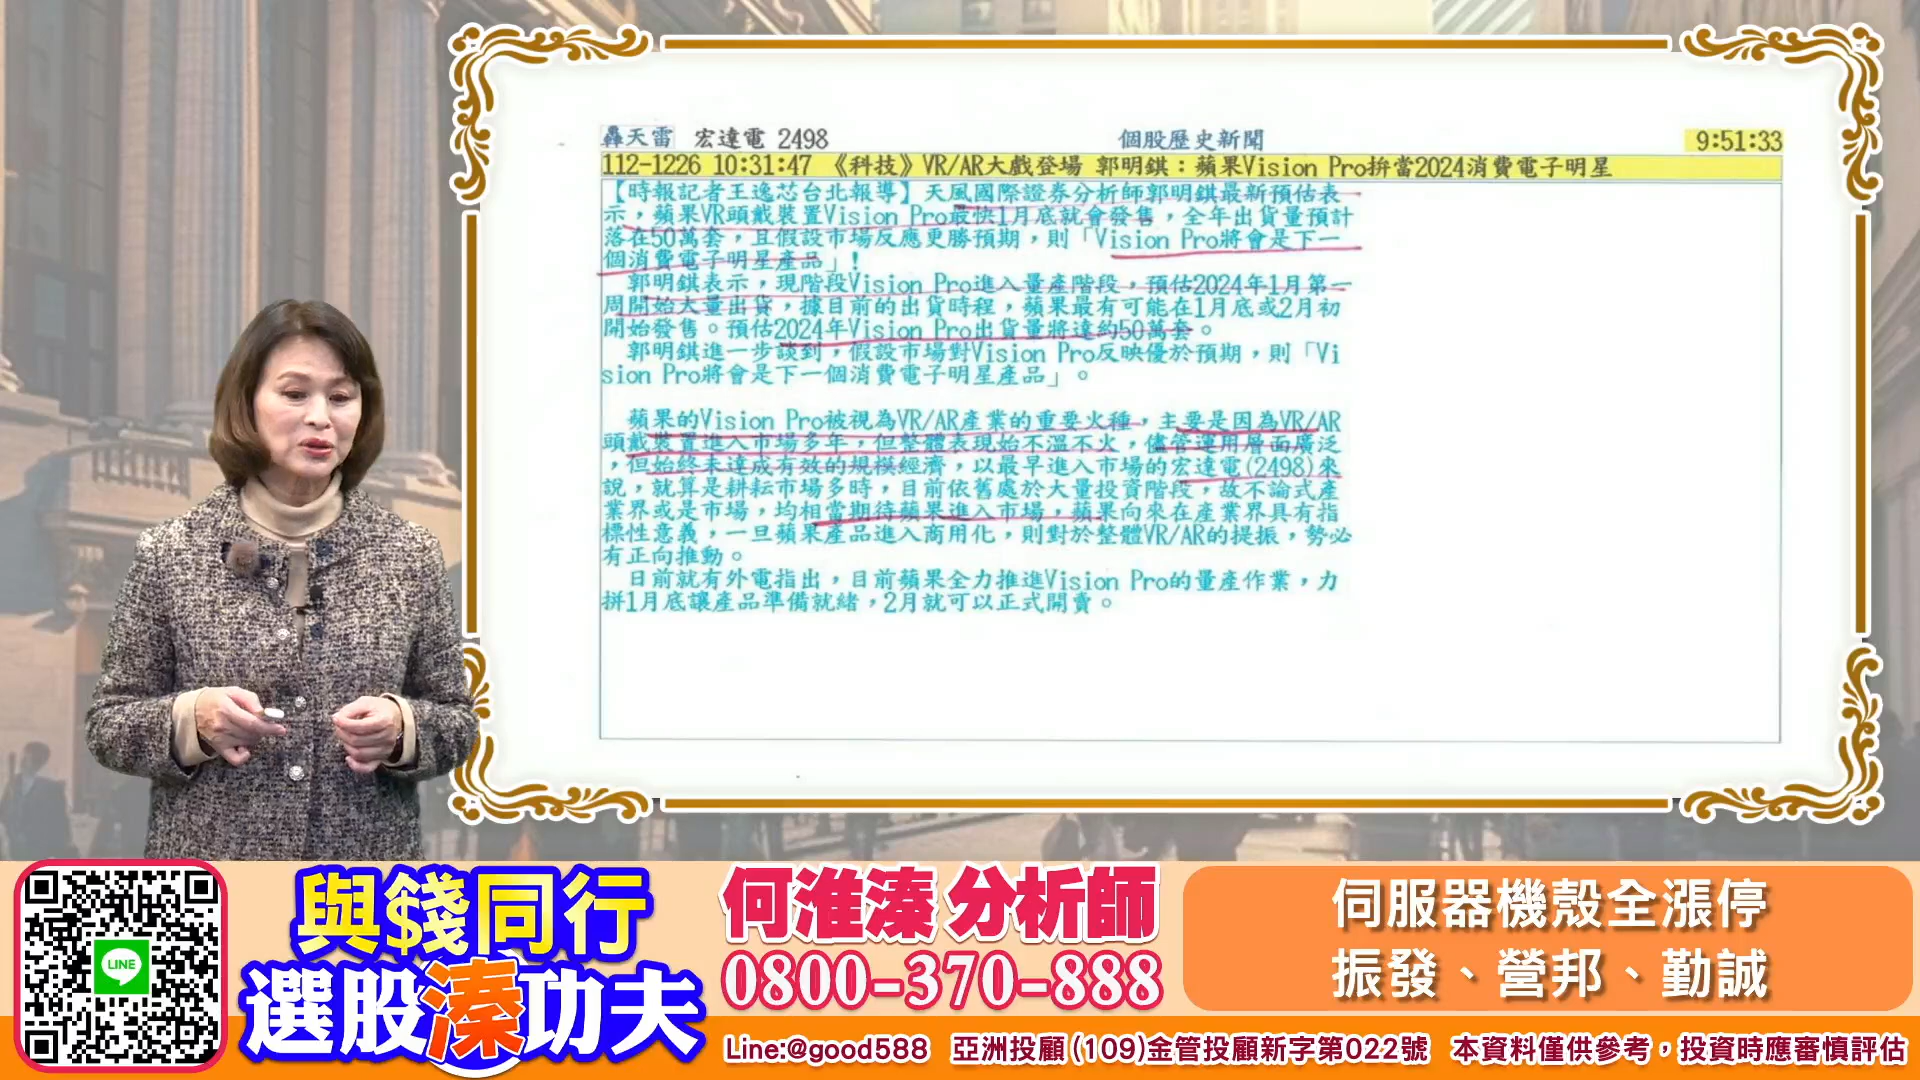 轟天雷 宏達電 2498 個股歷史新聞 9:51:33
112-1226 10:31:47 《科技》VR/AR大戲登場 郭明錤：蘋果Vision Pro拚當2024消費電子明星
【時報記者王逸芯台北報導】天風國際證券分析師郭明錤最新預估表
示，蘋果VR頭戴裝置Vision Pro最快1月底就會發售，全年出貨量預計
落在50萬套，且假設市場反應更勝預期，則「Vision Pro將會是下一
個消費電子明星產品」！
郭明錤表示，現階段Vision Pro進入量產階段，預估2024年1月第一
周開始大量出貨，據目前的出貨時程，蘋果最有可能在1月底或2月初
開始發售。預估2024年Vision Pro出貨量將達約50萬套。
郭明錤進一步談到，假設市場對Vision Pro反映優於預期，則「Vi
sion Pro將會是下一個消費電子明星產品」。
蘋果的Vision Pro被視為VR/AR產業的重要火種，主要是因為VR/AR
頭戴裝置進入市場多年，但整體表現始不溫不火，儘管運用層面廣泛
，但始終未達成有效的規模經濟，以最早進入市場的宏達電(2498)來
說，就算是耕耘市場多時，目前依舊處於大量投資階段，故不論式產
業界或是市場，均相當期待蘋果進入市場，蘋果向來在產業界具有指
標性意義，一旦蘋果產品進入商用化，則對於整體VR/AR的提振，勢必
有正向推動。
日前就有外電指出，目前蘋果全力推進Vision Pro的量產作業，力
拼1月底讓產品準備就緒，2月就可以正式開賣。
LINE
與錢同行
選股溱功夫
何淮溱 分析師
0800-370-888
伺服器機殼全漲停
振發、營邦、勤誠
Line:@good588 亞洲投顧 (109)金管投顧新字第022號 本資料僅供參考，投資時應審慎評估